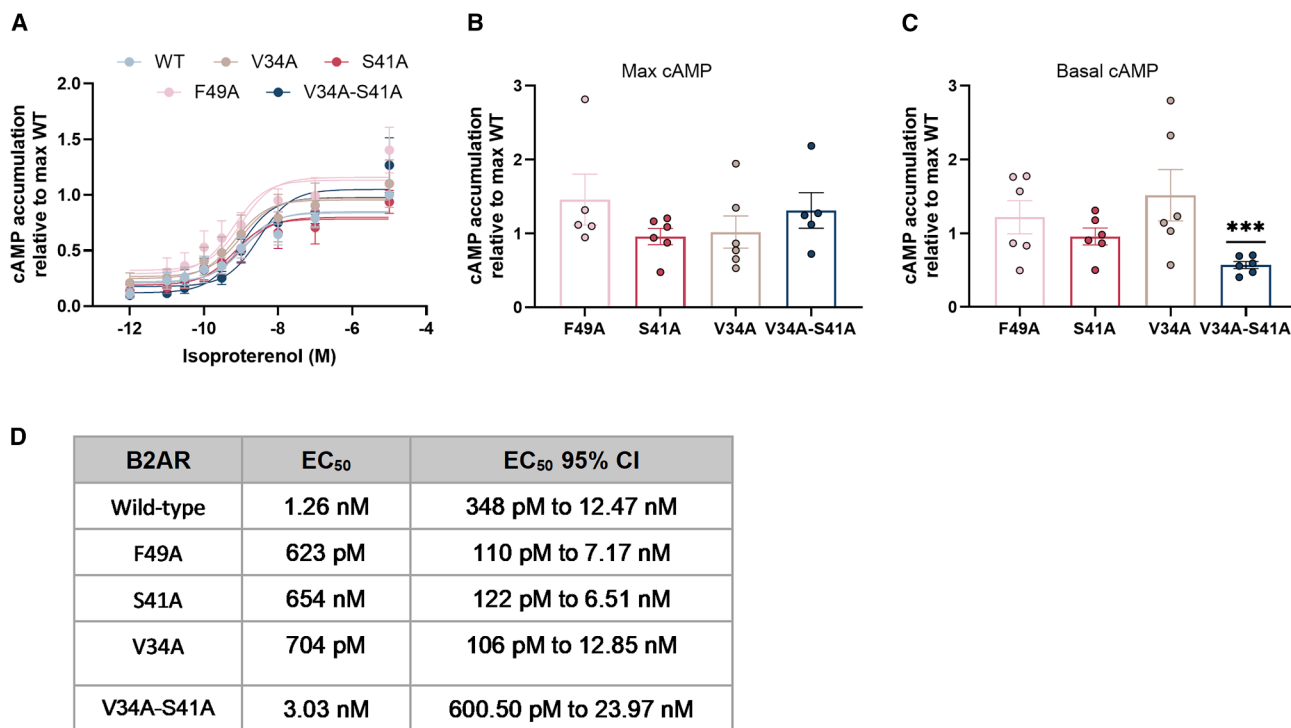 A
WT V34A S41A
F49A V34A-S41A
cAMP accumulation
relative to max WT
2.0
1.5
1.0
0.5
0.0
-12 -10 -8 -6 -4
Isoproterenol (M)
B
Max cAMP
cAMP accumulation
relative to max WT
3
2
1
0
F49A S41A V34A V34A-S41A
C
Basal cAMP
cAMP accumulation
relative to max WT
3
2
1
0
***
F49A S41A V34A V34A-S41A
D
B2AR EC₅₀ EC₅₀ 95% CI
Wild-type 1.26 nM 348 pM to 12.47 nM
F49A 623 pM 110 pM to 7.17 nM
S41A 654 nM 122 pM to 6.51 nM
V34A 704 pM 106 pM to 12.85 nM
V34A-S41A 3.03 nM 600.50 pM to 23.97 nM